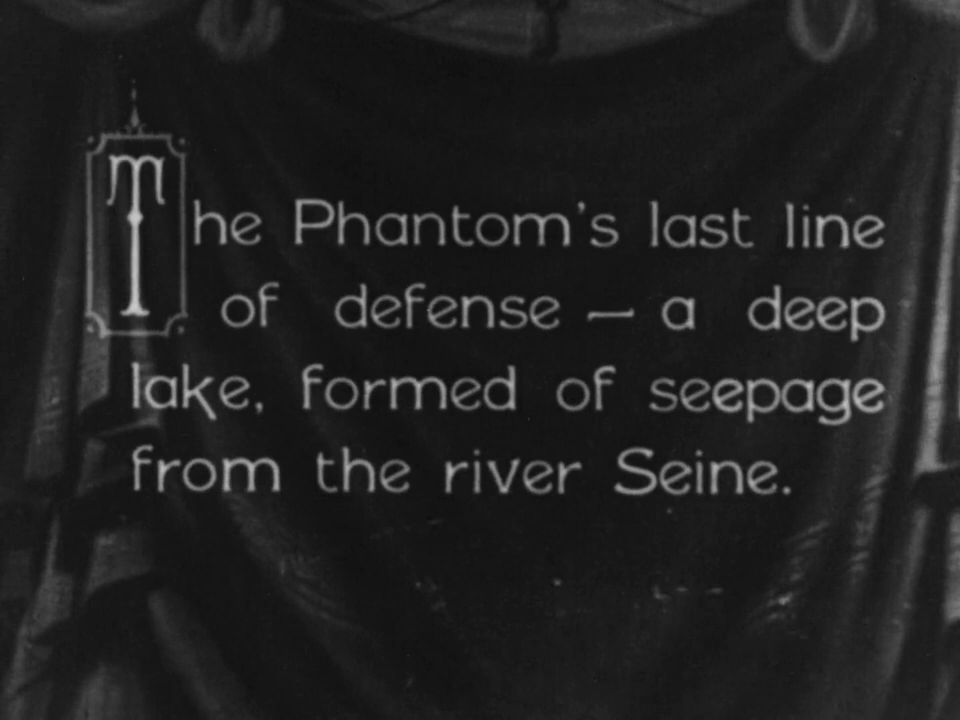 The Phantom's last line
of defense — a deep
lake, formed of seepage
from the river Seine.